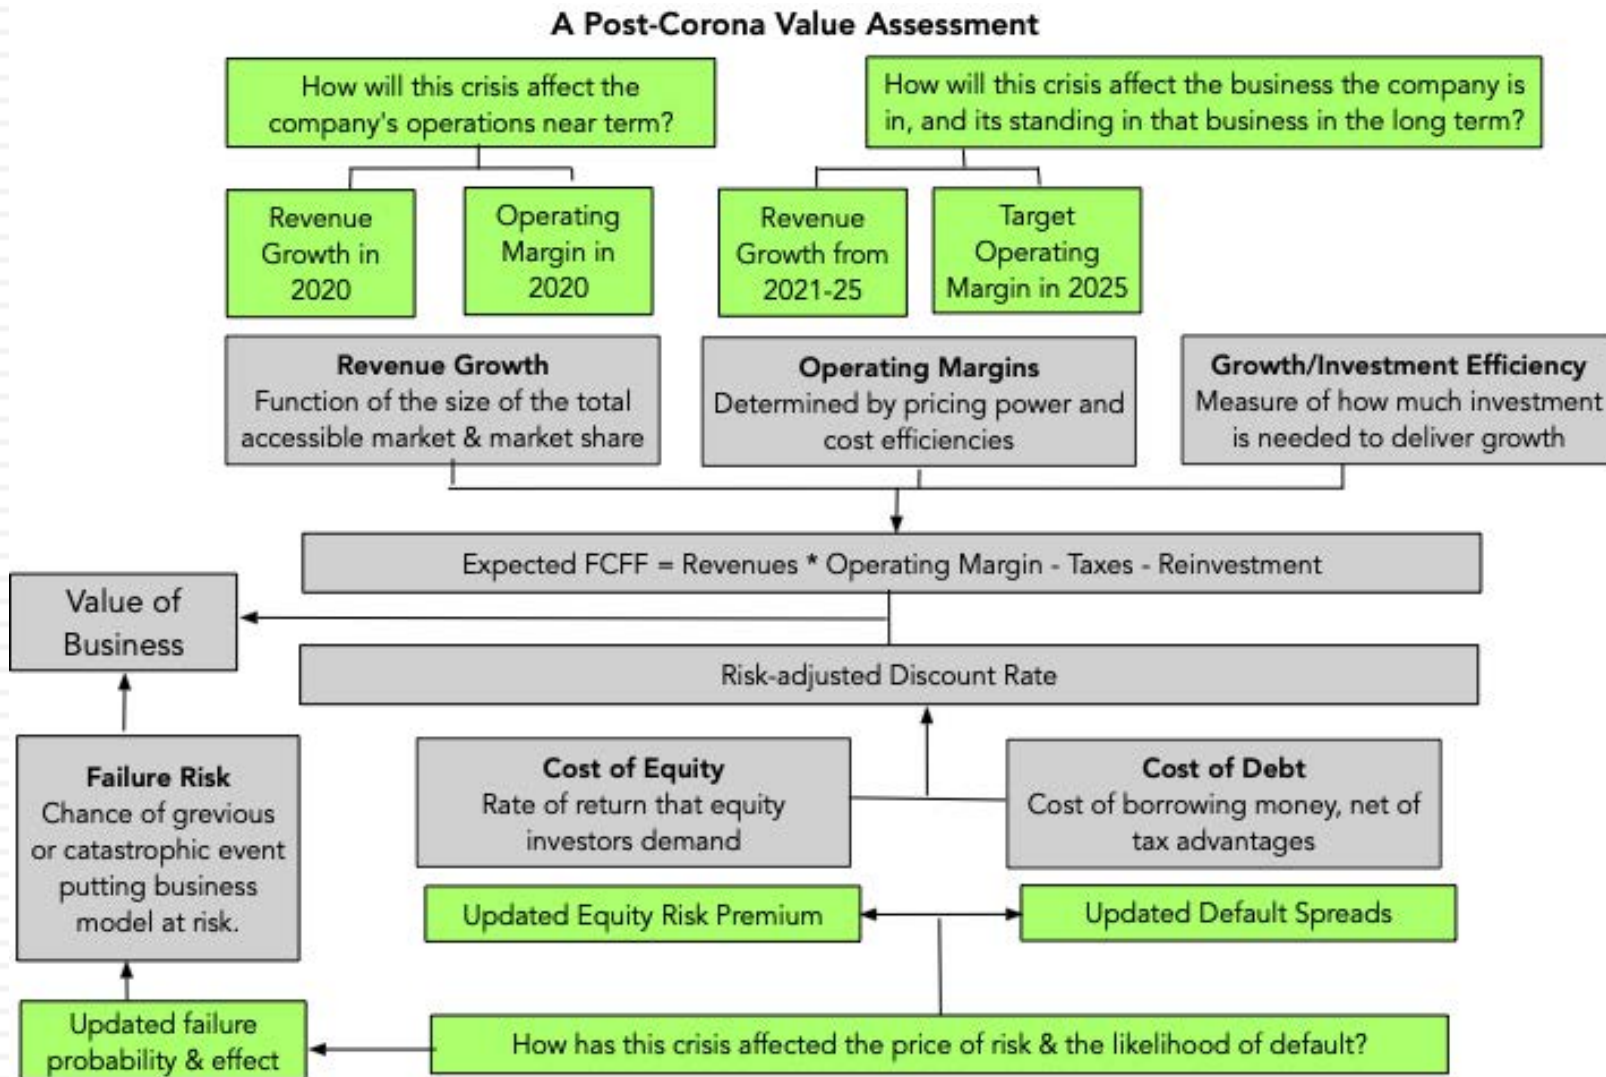 A Post-Corona Value Assessment
How will this crisis affect the
company's operations near term?
How will this crisis affect the business the company is
in, and its standing in that business in the long term?
Revenue
Growth in
2020
Operating
Margin in
2020
Revenue
Growth from
2021-25
Target
Operating
Margin in 2025
Revenue Growth
Function of the size of the total
accessible market & market share
Operating Margins
Determined by pricing power and
cost efficiencies
Growth/Investment Efficiency
Measure of how much investment
is needed to deliver growth
Expected FCFF = Revenues * Operating Margin - Taxes - Reinvestment
Value of
Business
Risk-adjusted Discount Rate
Failure Risk
Chance of grevious
or catastrophic event
putting business
model at risk.
Cost of Equity
Rate of return that equity
investors demand
Cost of Debt
Cost of borrowing money, net of
tax advantages
Updated Equity Risk Premium
Updated Default Spreads
Updated failure
probability & effect
How has this crisis affected the price of risk & the likelihood of default?